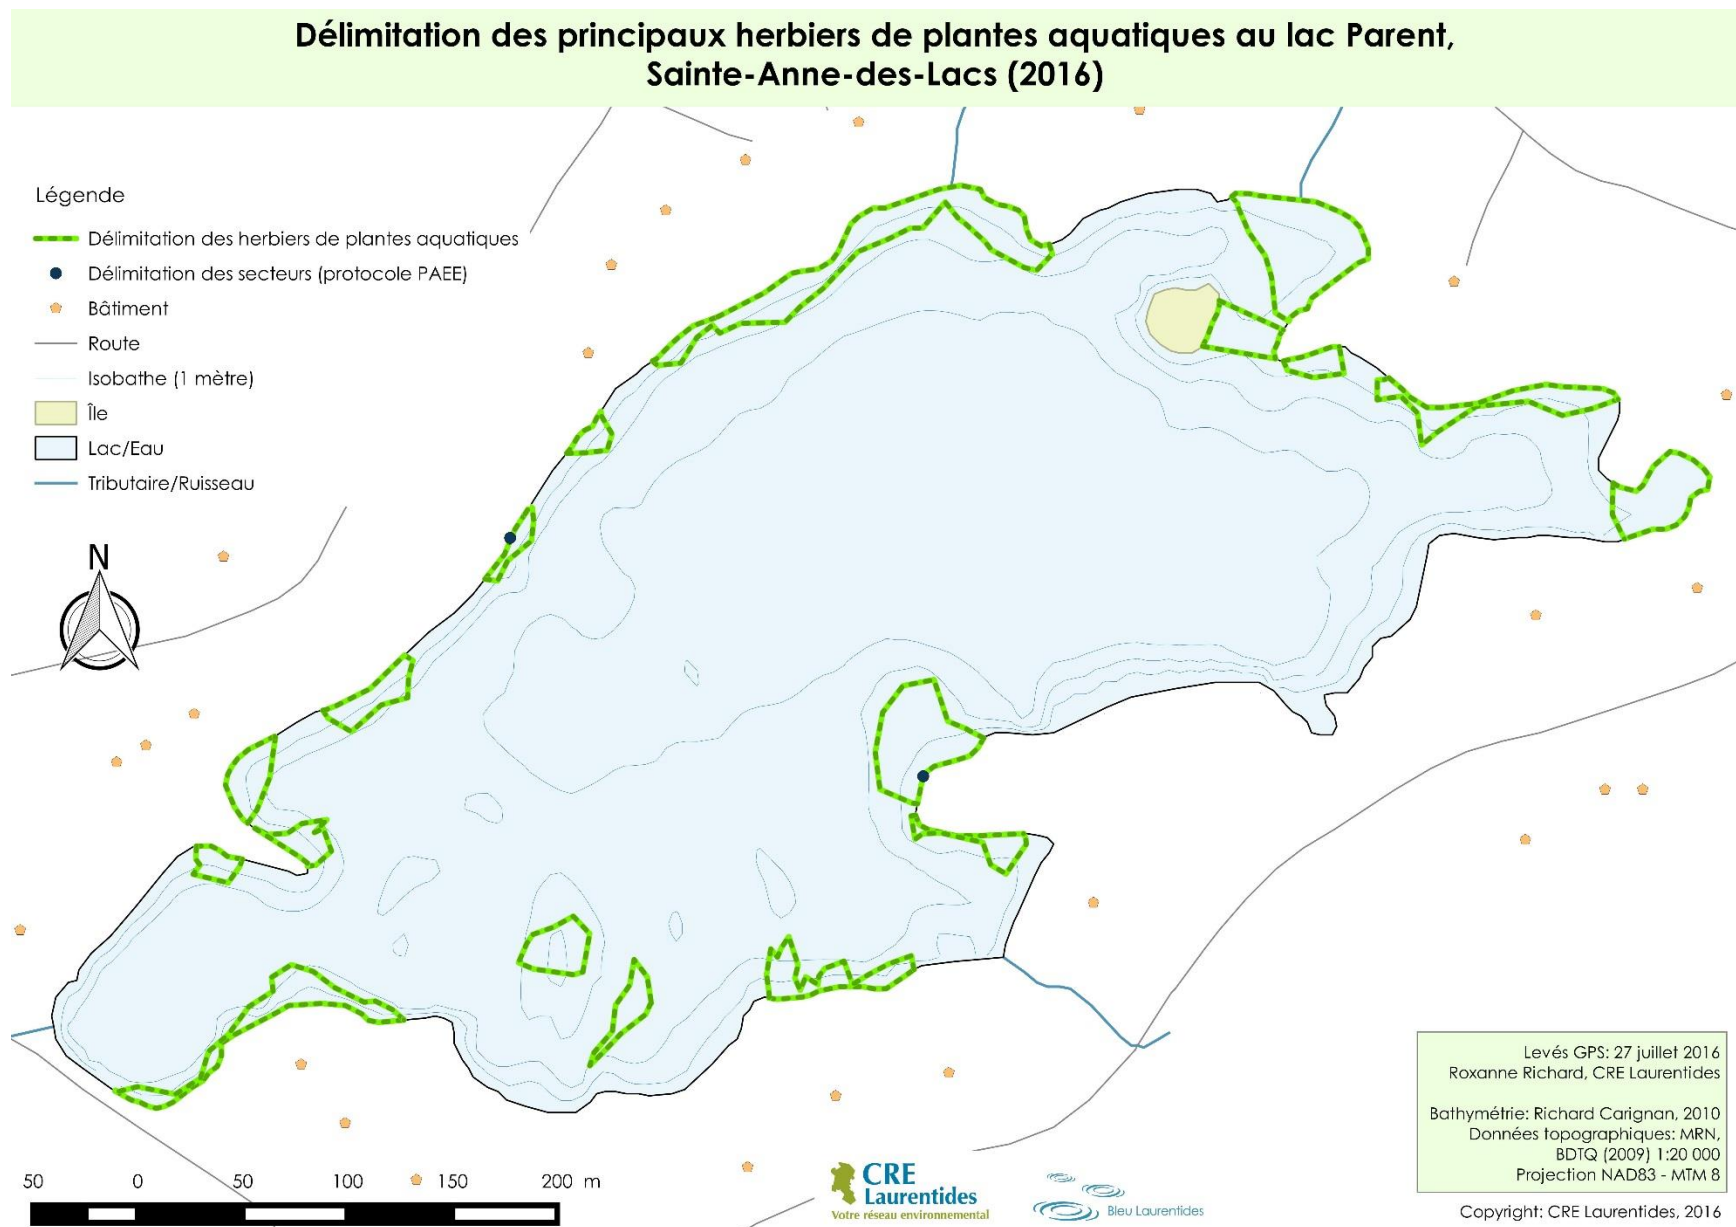 Délimitation des principaux herbiers de plantes aquatiques au lac Parent,
Sainte-Anne-des-Lacs (2016)
Légende
Délimitation des herbiers de plantes aquatiques
Délimitation des secteurs (protocole PAEE)
Bâtiment
Route
Isobathe (1 mètre)
Île
Lac/Eau
Tributaire/Ruisseau
N
50 0 50 100 150 200 m
CRE
Laurentides
Votre réseau environnemental
Bleu Laurentides
Levés GPS: 27 juillet 2016
Roxanne Richard, CRE Laurentides
Bathymétrie: Richard Carignan, 2010
Données topographiques: MRN,
BDTQ (2009) 1:20 000
Projection NAD83 - MTM 8
Copyright: CRE Laurentides, 2016